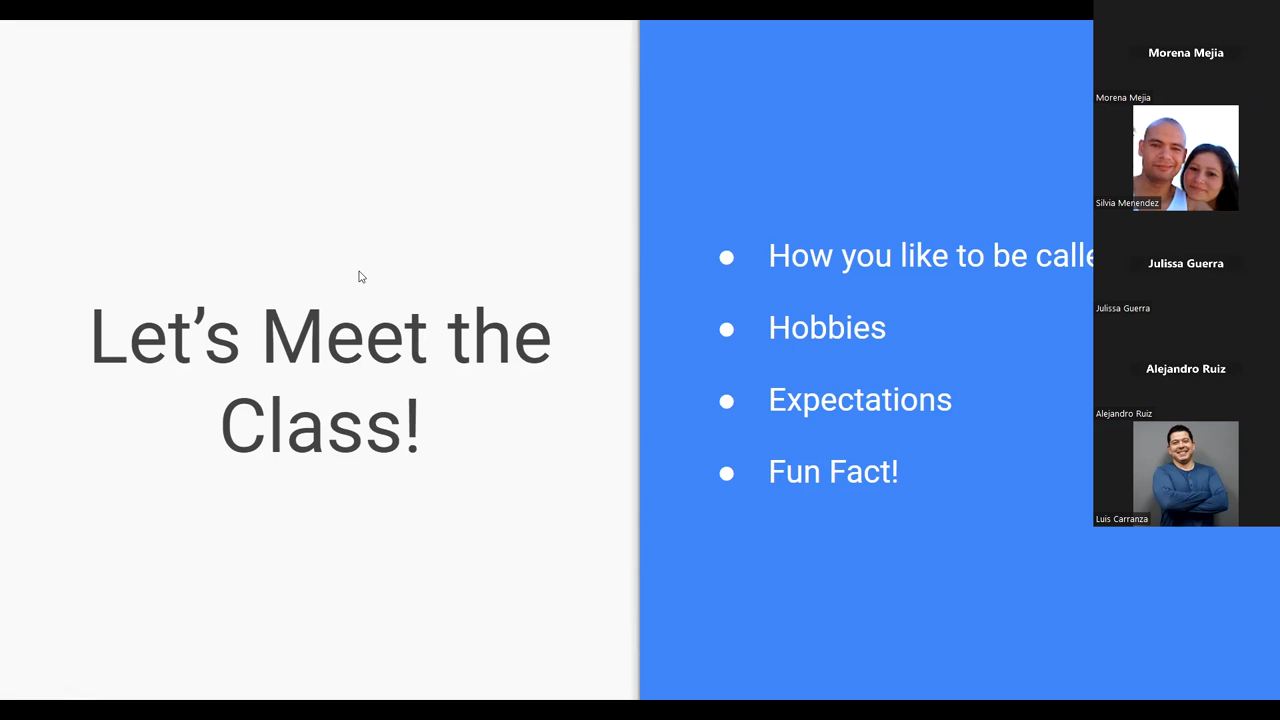 Let's Meet the
Class!
● How you like to be calle
● Hobbies
● Expectations
● Fun Fact!
Morena Mejia
Morena Mejia
Silvia Menendez
Julissa Guerra
Julissa Guerra
Alejandro Ruiz
Alejandro Ruiz
Luis Carranza